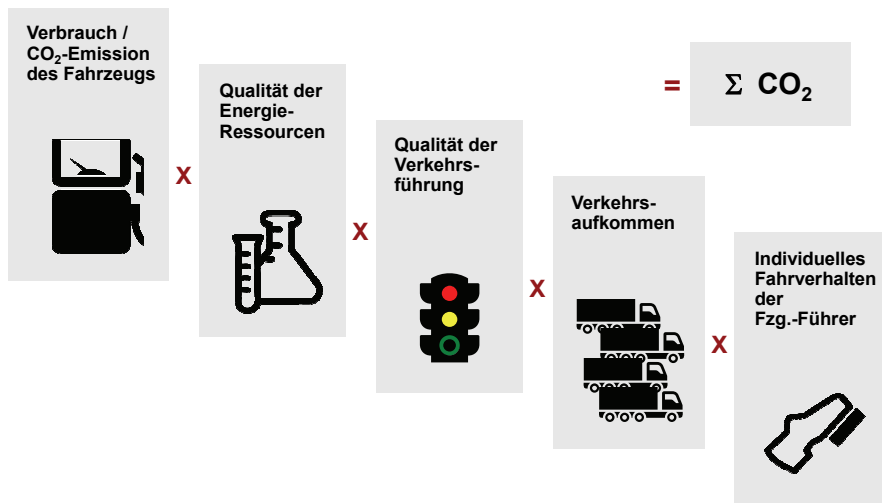 Verbrauch /
CO₂-Emission
des Fahrzeugs
X
Qualität der
Energie-
Ressourcen
X
Qualität der
Verkehrs-
führung
X
Verkehrs-
aufkommen
X
Individuelles
Fahrverhalten
der
Fzg.-Führer
= Σ CO₂